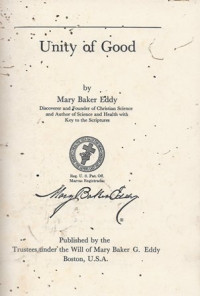 Unity of Good
by
Mary Baker Eddy
Discoverer and Founder of Christian Science
and Author of Science and Health with
Key to the Scriptures
Reg. U. S. Pat. Off.
Marcas Registradas
Mary Baker Eddy
Published by the
Trustees under the Will of Mary Baker G. Eddy
Boston, U.S.A.